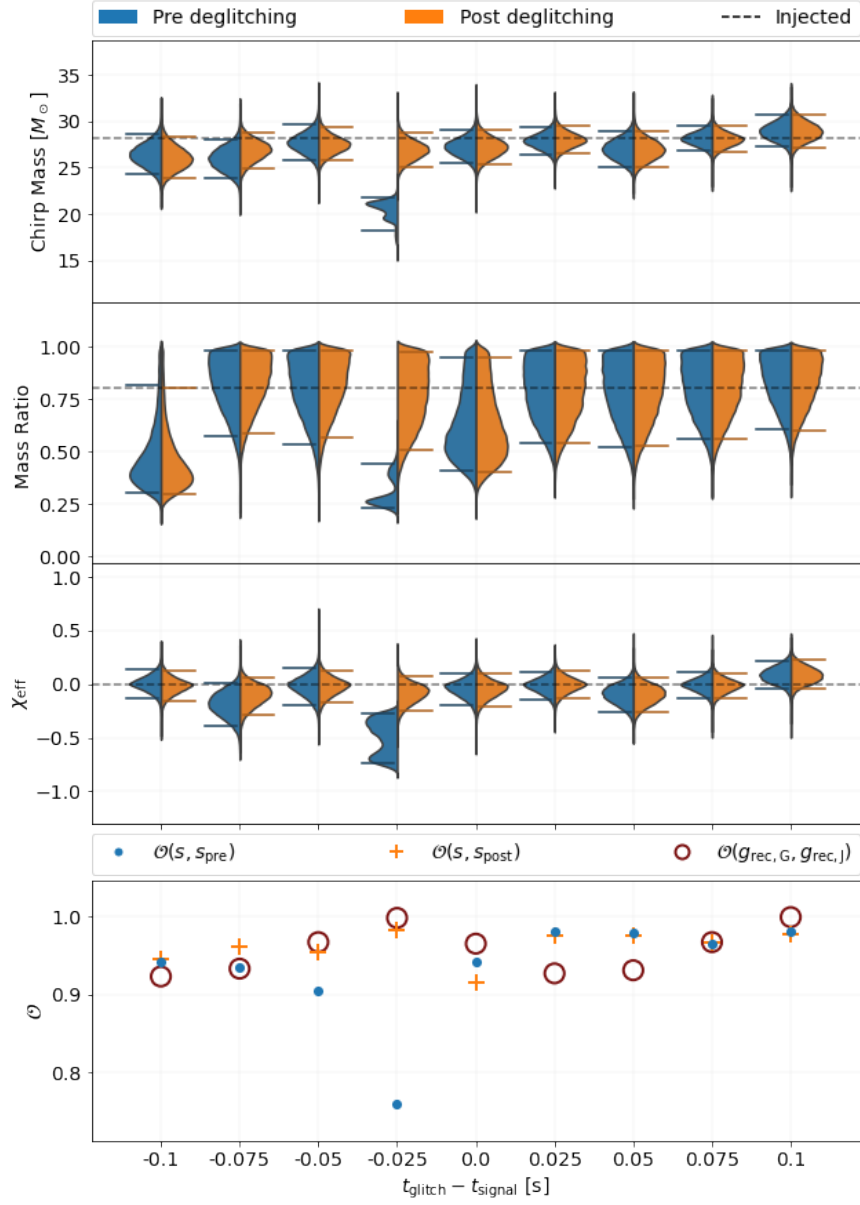 Pre deglitching Post deglitching Injected
Chirp Mass [M⊙]
35
30
25
20
15
Mass Ratio
1.00
0.75
0.50
0.25
0.00
χeff
1.0
0.5
0.0
−0.5
−1.0
𝒪(s, spre) 𝒪(s, spost) 𝒪(grec, G, grec, J)
𝒪
1.0
0.9
0.8
-0.1 -0.075 -0.05 -0.025 0.0 0.025 0.05 0.075 0.1
tglitch − tsignal [s]